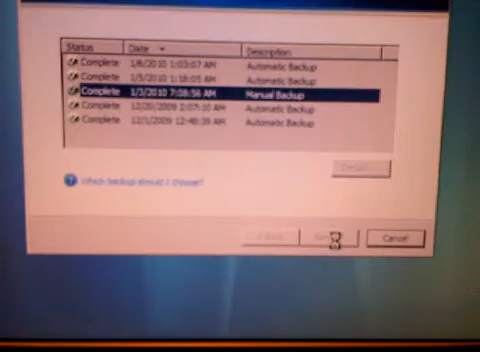 Status Date Description
Complete 1/6/2010 1:03:07 AM Automatic Backup
Complete 1/5/2010 1:18:05 AM Automatic Backup
Complete 1/3/2010 7:08:56 AM Manual Backup
Complete 12/20/2009 2:07:10 AM Automatic Backup
Complete 12/1/2009 12:48:39 AM Automatic Backup
Which backup should I choose?
Cancel